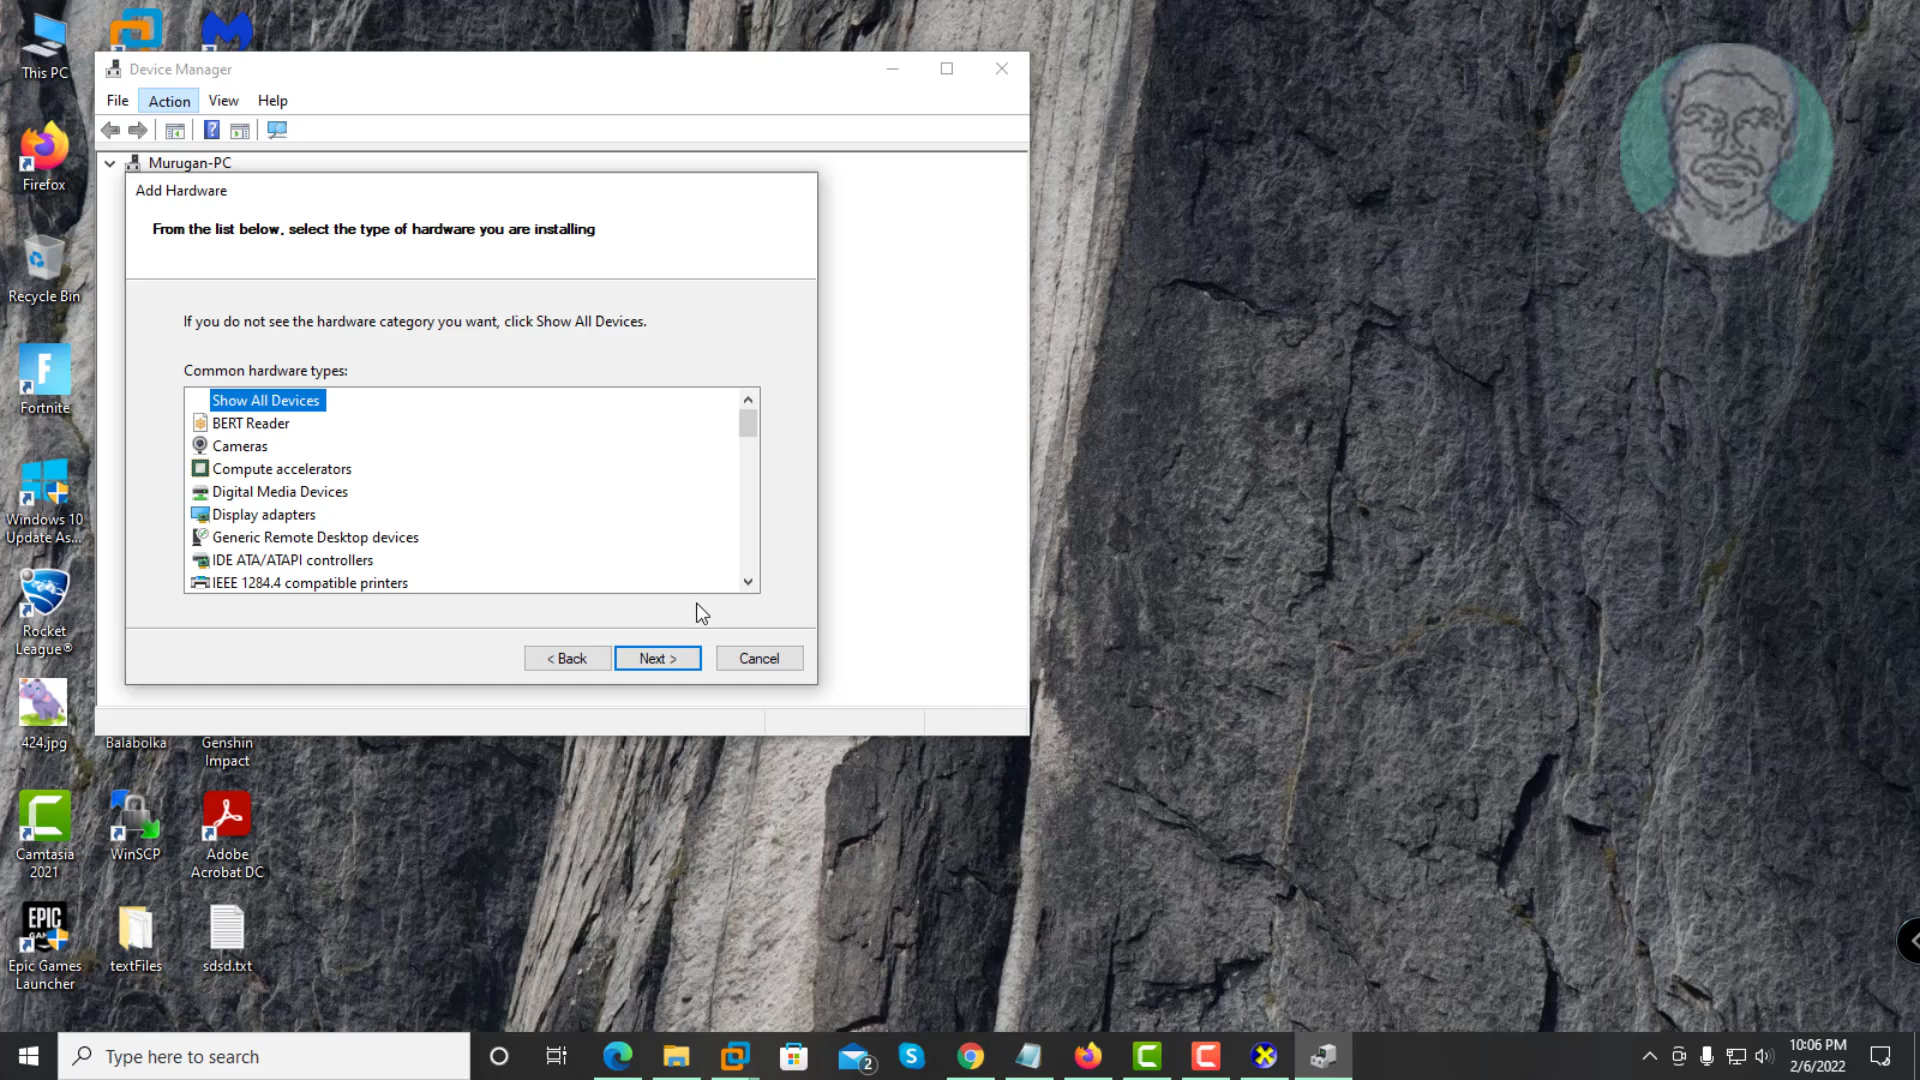 This PC
Firefox
Recycle Bin
Fortnite
Windows 10
Update As...
Rocket
League®
424.jpg
Balabolka
Genshin
Impact
Camtasia
2021
WinSCP
Adobe
Acrobat DC
EPIC
Epic Games
Launcher
textFiles
sdsd.txt
Device Manager
File Action View Help
Murugan-PC
Add Hardware
From the list below, select the type of hardware you are installing
If you do not see the hardware category you want, click Show All Devices.
Common hardware types:
Show All Devices
BERT Reader
Cameras
Compute accelerators
Digital Media Devices
Display adapters
Generic Remote Desktop devices
IDE ATA/ATAPI controllers
IEEE 1284.4 compatible printers
< Back Next > Cancel
Type here to search
2
10:06 PM
2/6/2022